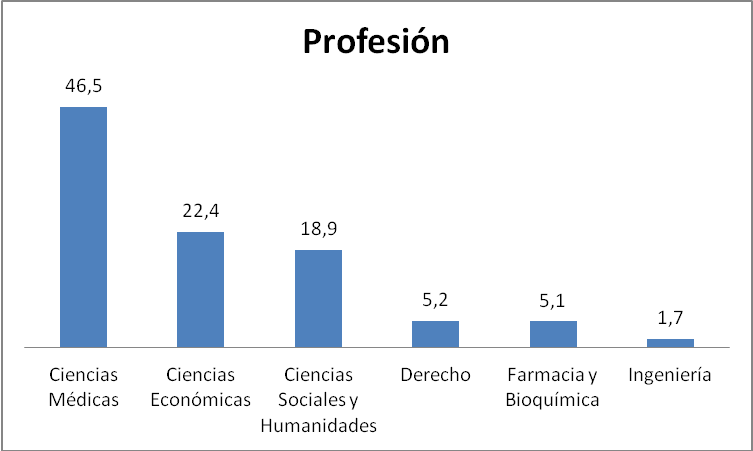 Profesión
46,5
22,4
18,9
5,2
5,1
1,7
Ciencias
Médicas
Ciencias
Económicas
Ciencias
Sociales y
Humanidades
Derecho
Farmacia y
Bioquímica
Ingeniería